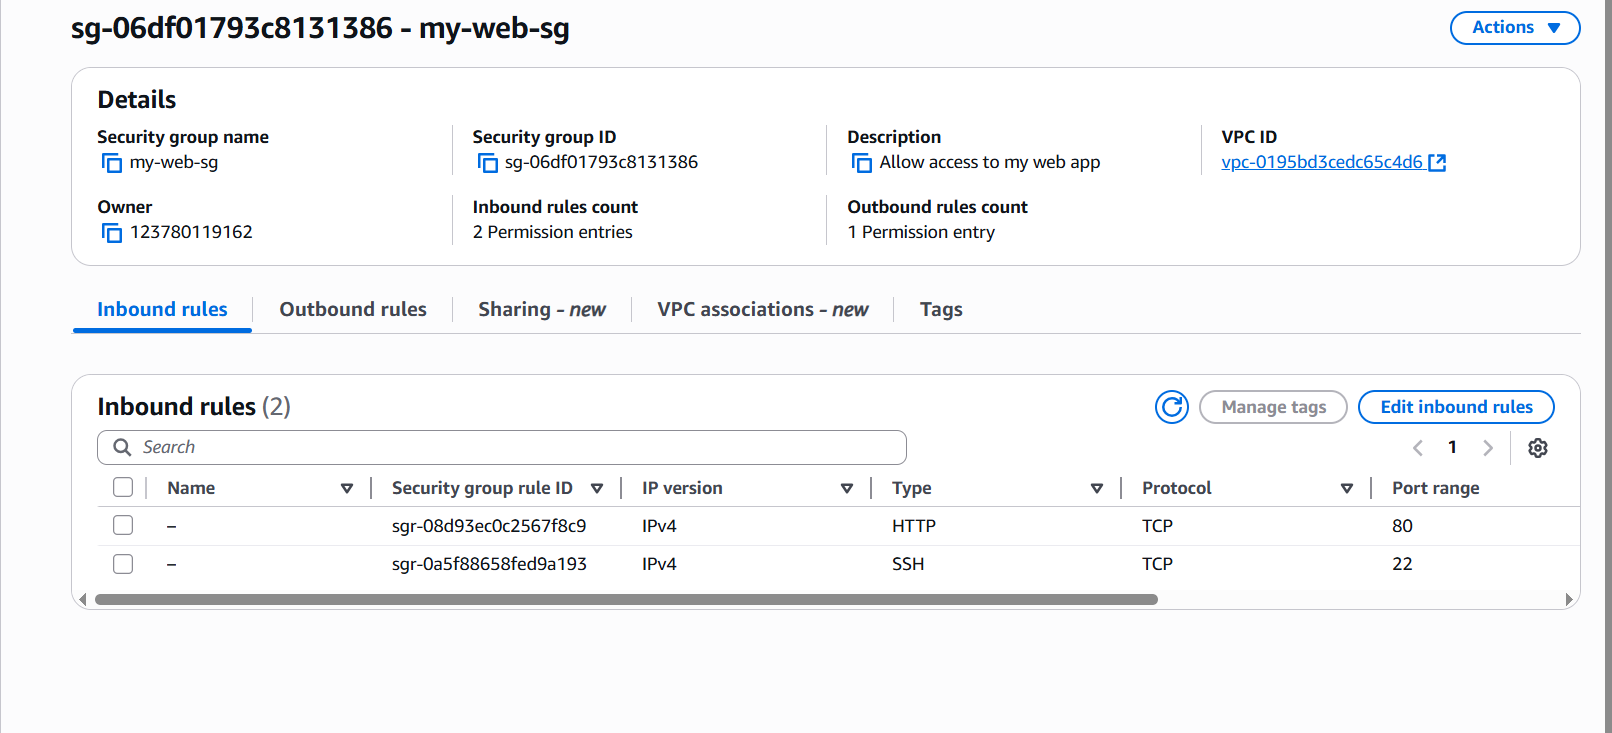 sg-06df01793c8131386 - my-web-sg
Actions
Details
Security group name
my-web-sg
Security group ID
sg-06df01793c8131386
Description
Allow access to my web app
VPC ID
vpc-0195bd3cedc65c4d6
Owner
123780119162
Inbound rules count
2 Permission entries
Outbound rules count
1 Permission entry
Inbound rules Outbound rules Sharing - new VPC associations - new Tags
Inbound rules (2)
Manage tags
Edit inbound rules
Search
1
Name Security group rule ID IP version Type Protocol Port range
– sgr-08d93ec0c2567f8c9 IPv4 HTTP TCP 80
– sgr-0a5f88658fed9a193 IPv4 SSH TCP 22